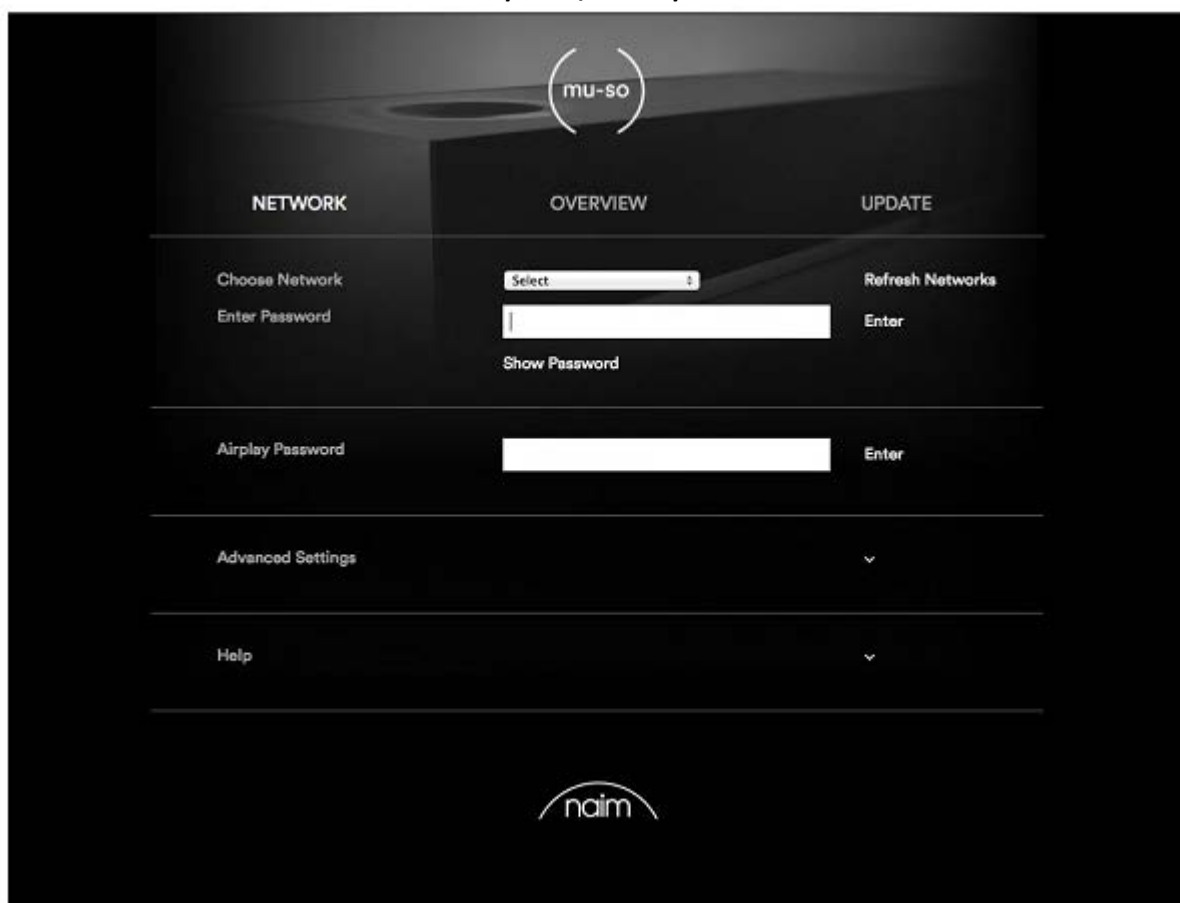 mu-so
NETWORK OVERVIEW UPDATE
Choose Network Select Refresh Networks
Enter Password Enter
Show Password
Airplay Password Enter
Advanced Settings
Help
naim